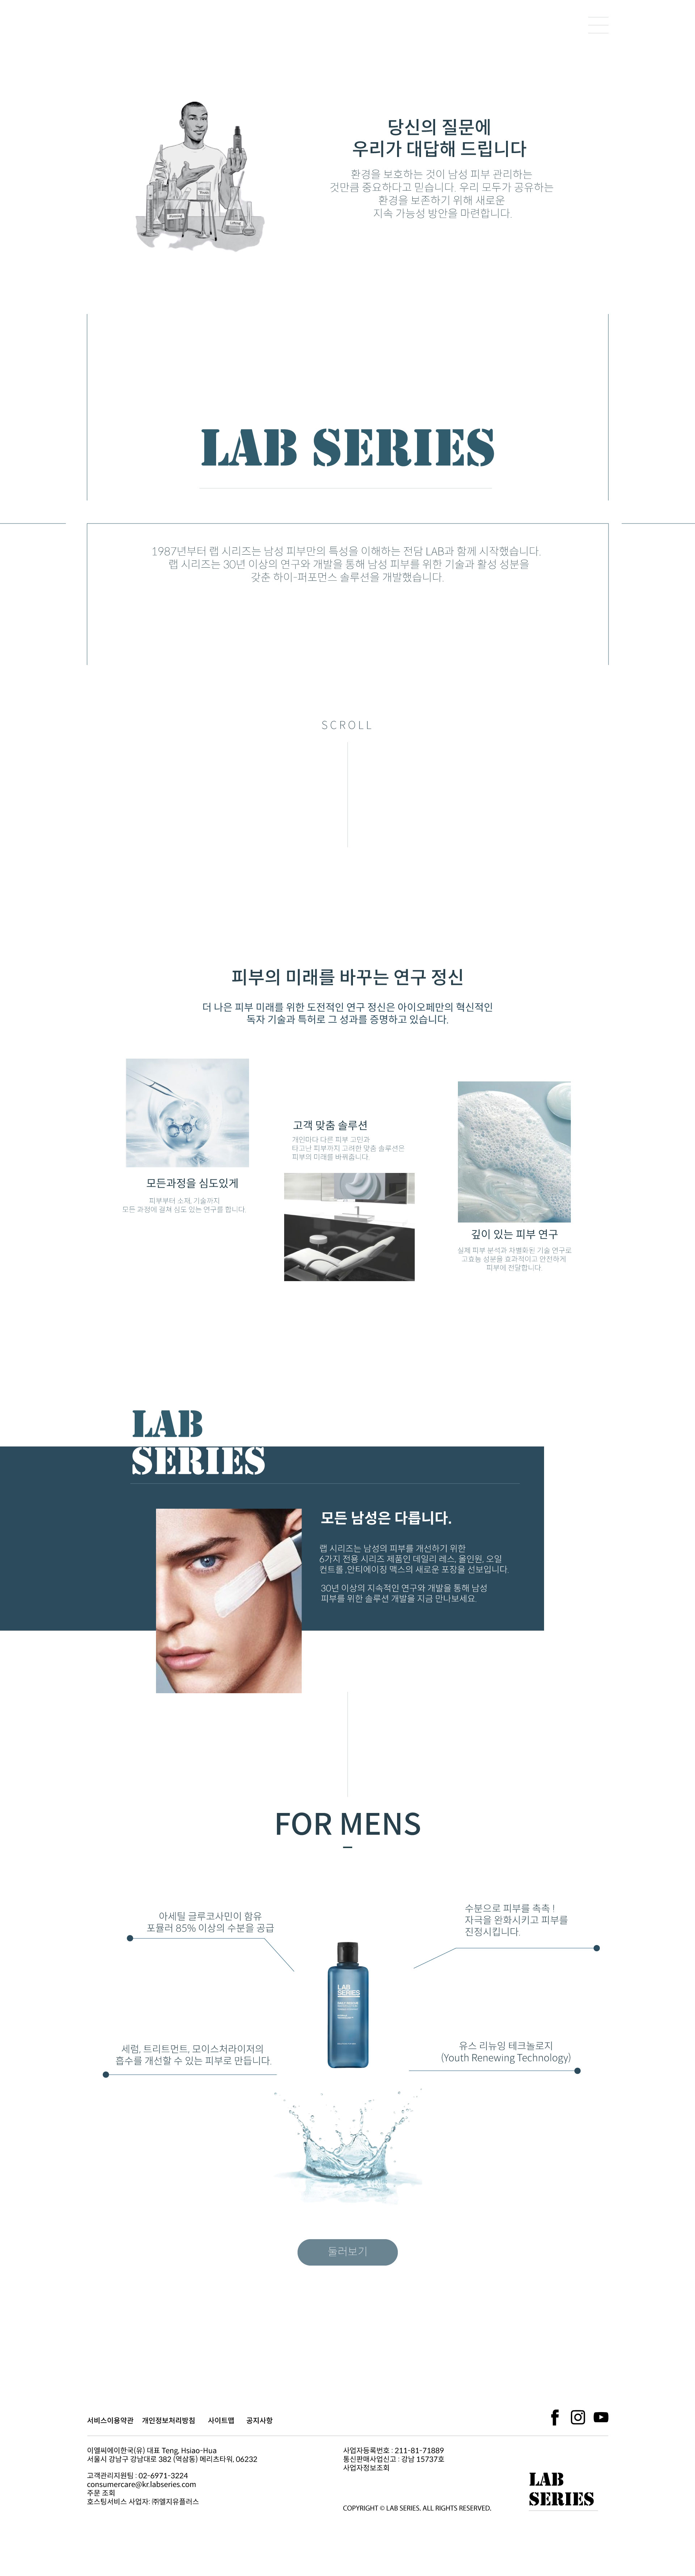 당신의 질문에
우리가 대답해 드립니다
환경을 보호하는 것이 남성 피부 관리하는
것만큼 중요하다고 믿습니다. 우리 모두가 공유하는
환경을 보존하기 위해 새로운
지속 가능성 방안을 마련합니다.
LAB SERIES
1987년부터 랩 시리즈는 남성 피부만의 특성을 이해하는 전담 LAB과 함께 시작했습니다.
랩 시리즈는 30년 이상의 연구와 개발을 통해 남성 피부를 위한 기술과 활성 성분을
갖춘 하이-퍼포먼스 솔루션을 개발했습니다.
SCROLL
피부의 미래를 바꾸는 연구 정신
더 나은 피부 미래를 위한 도전적인 연구 정신은 아이오페만의 혁신적인
독자 기술과 특허로 그 성과를 증명하고 있습니다.
모든과정을 심도있게
피부부터 소재, 기술까지
모든 과정에 걸쳐 심도 있는 연구를 합니다
고객 맞춤 솔루션
개인마다 다른 피부 고민과
타고난 피부까지 고려한 맞춤 솔루션은
피부의 미래를 바꿔줍니다.
깊이 있는 피부 연구
실제 피부 분석과 차별화된 기술 연구로
고효능 성분을 효과적이고 안전하게
피부에 전달합니다.
LAB
SERIES
모든 남성은 다릅니다.
랩 시리즈는 남성의 피부를 개선하기 위한
6가지 전용 시리즈 제품인 데일리 레스, 올인원, 오일
컨트롤 ,안티에이징 맥스의 새로운 포장을 선보입니다.
30년 이상의 지속적인 연구와 개발을 통해 남성
피부를 위한 솔루션 개발을 지금 만나보세요.
FOR MENS
아세틸 글루코사민이 함유
포뮬러 85% 이상의 수분을 공급
수분으로 피부를 촉촉 !
자극을 완화시키고 피부를
진정시킵니다.
LAB
SERIES
세럼, 트리트먼트, 모이스처라이저의
흡수를 개선할 수 있는 피부로 만듭니다.
유스 리뉴잉 테크놀로지
(Youth Renewing Technology)
둘러보기
서비스이용약관 개인정보처리방침 사이트맵 공지사항
이엘씨에이한국(유) 대표 Teng, Hsiao-Hua
서울시 강남구 강남대로 382 (역삼동) 메리츠타워, 06232
고객관리지원팀 : 02-6971-3224
consumercare@kr.labseries.com
주문 조회
호스팅서비스 사업자: ㈜엘지유플러스
사업자등록번호 : 211-81-71889
통신판매사업신고 : 강남 15737호
사업자정보조회
COPYRIGHT © LAB SERIES. ALL RIGHTS RESERVED.
LAB
SERIES